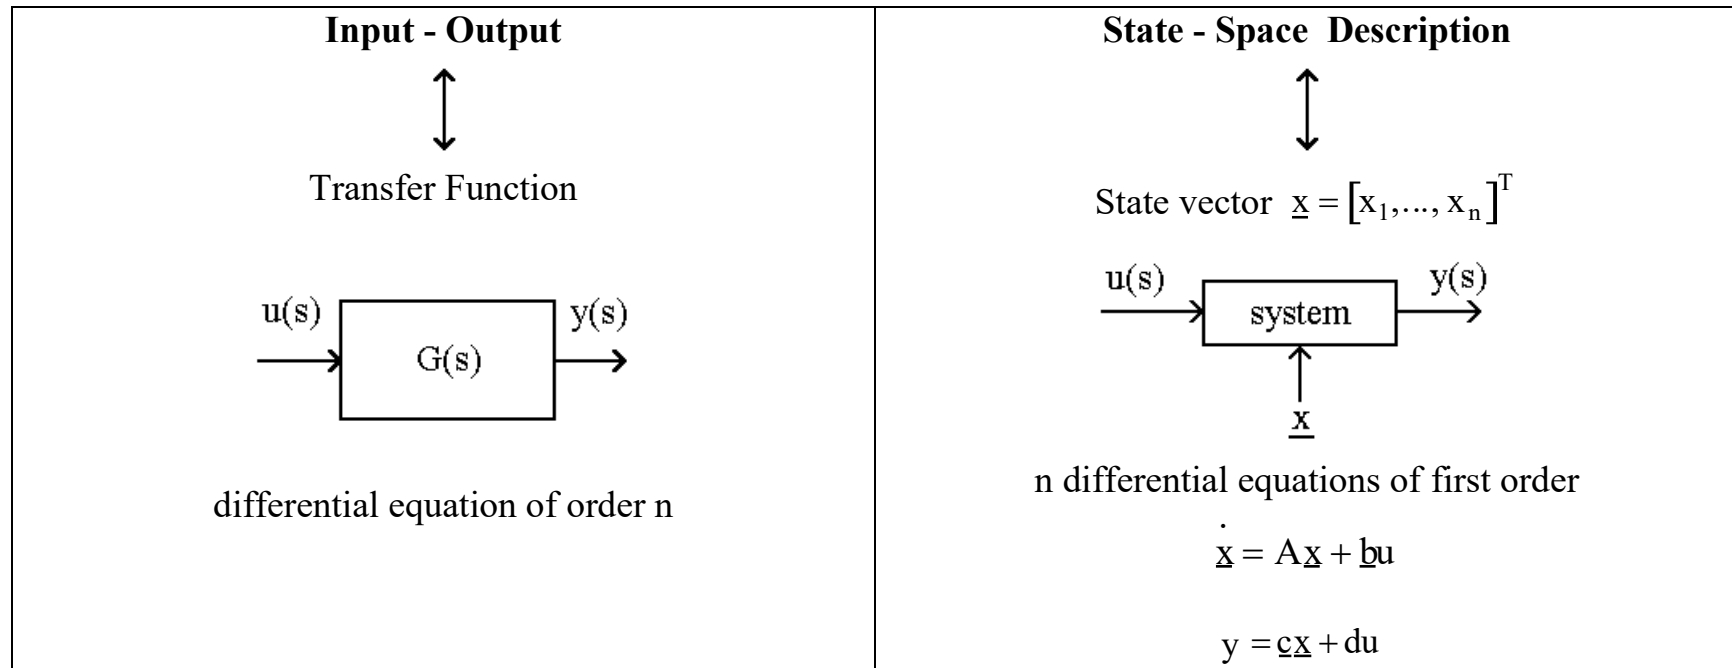 Input - Output
Transfer Function
u(s)
G(s)
y(s)
differential equation of order n
State - Space Description
State vector x = [x₁,..., xₙ]ᵀ
u(s)
system
y(s)
x
n differential equations of first order
ẋ = Ax + bu
y = cx + du